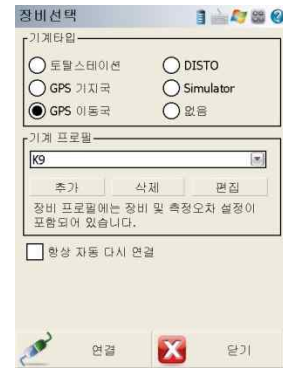 장비선택
기계타입
토탈스테이션 DISTO
GPS 기지국 Simulator
GPS 이동국 없음
기계 프로필
K9
추가 삭제 편집
장비 프로필에는 장비 및 측정오차 설정이
포함되어 있습니다.
항상 자동 다시 연결
연결 닫기